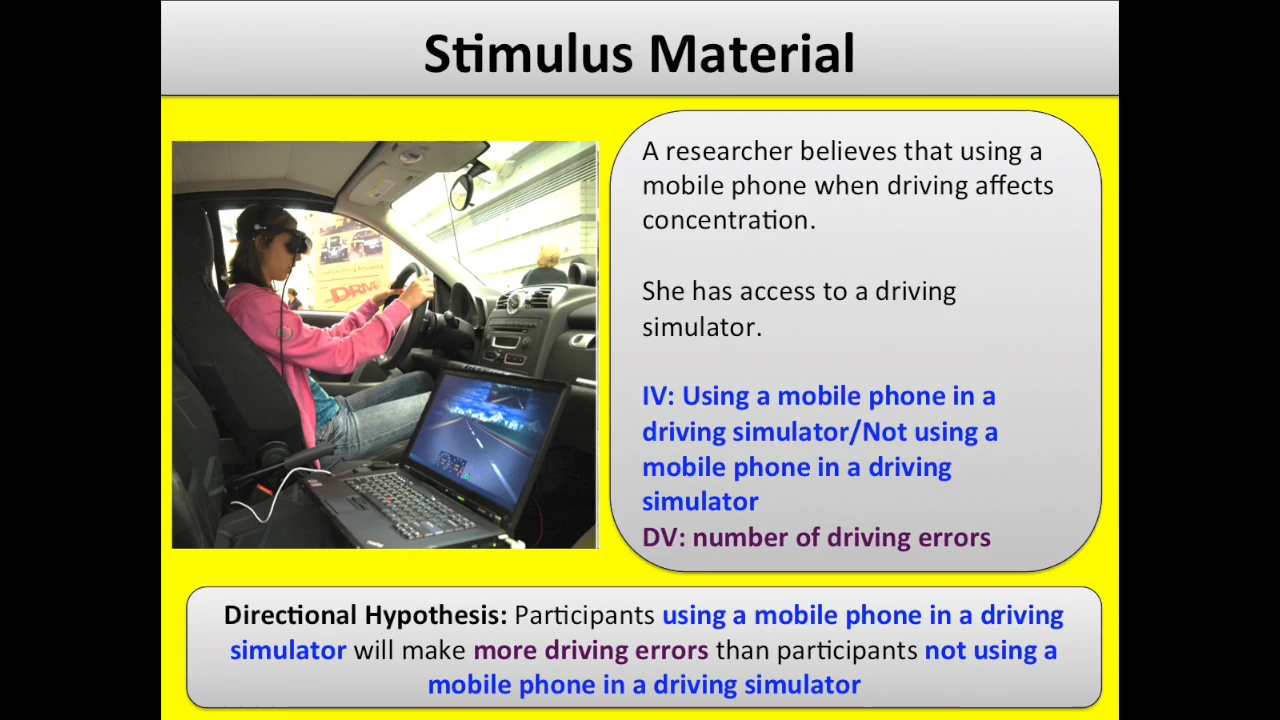 Stimulus Material
A researcher believes that using a
mobile phone when driving affects
concentration.
She has access to a driving
simulator.
IV: Using a mobile phone in a
driving simulator/Not using a
mobile phone in a driving
simulator
DV: number of driving errors
DRIVE
Directional Hypothesis: Participants using a mobile phone in a driving
simulator will make more driving errors than participants not using a
mobile phone in a driving simulator